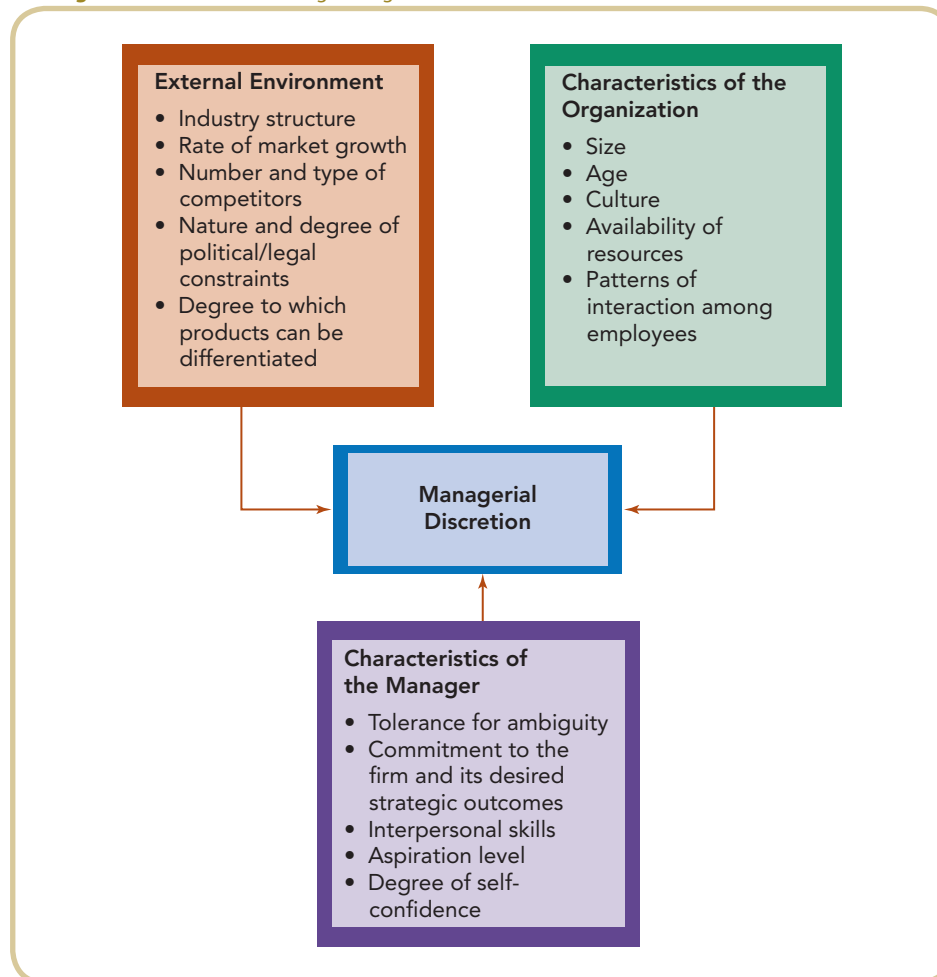 External Environment
• Industry structure
• Rate of market growth
• Number and type of
competitors
• Nature and degree of
political/legal
constraints
• Degree to which
products can be
differentiated
Characteristics of the
Organization
• Size
• Age
• Culture
• Availability of
resources
• Patterns of
interaction among
employees
Managerial
Discretion
Characteristics of
the Manager
• Tolerance for ambiguity
• Commitment to the
firm and its desired
strategic outcomes
• Interpersonal skills
• Aspiration level
• Degree of self-
confidence